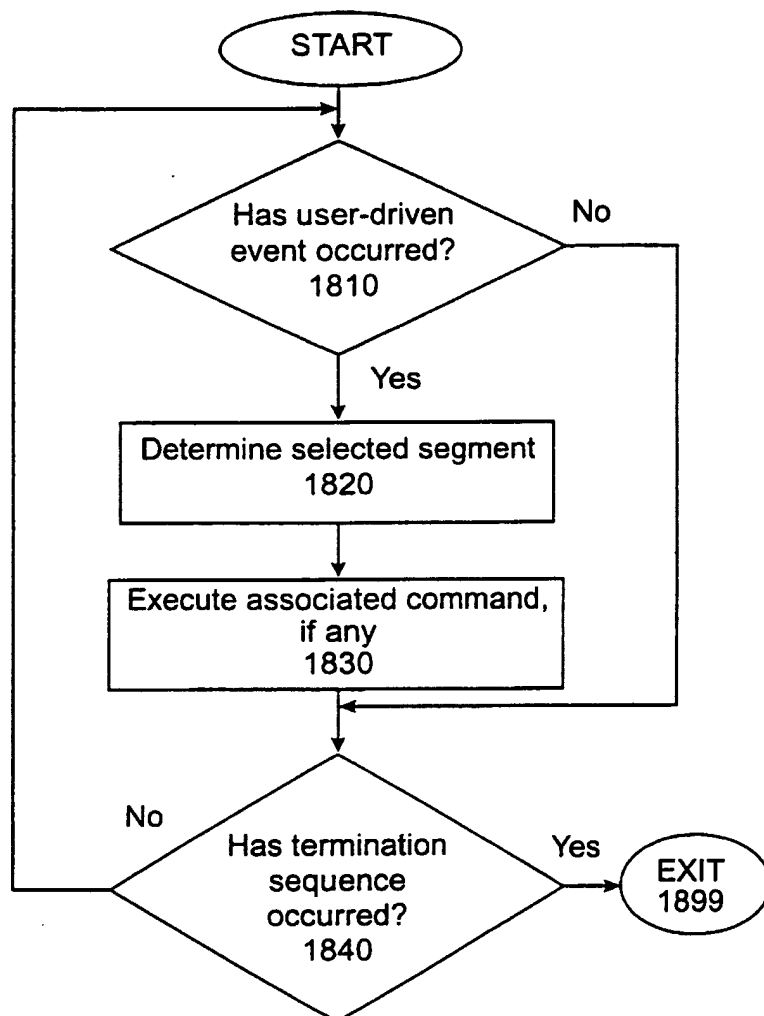 START
Has user-driven
event occurred?
1810
No
Yes
Determine selected segment
1820
Execute associated command,
if any
1830
No
Has termination
sequence
occurred?
1840
Yes
EXIT
1899